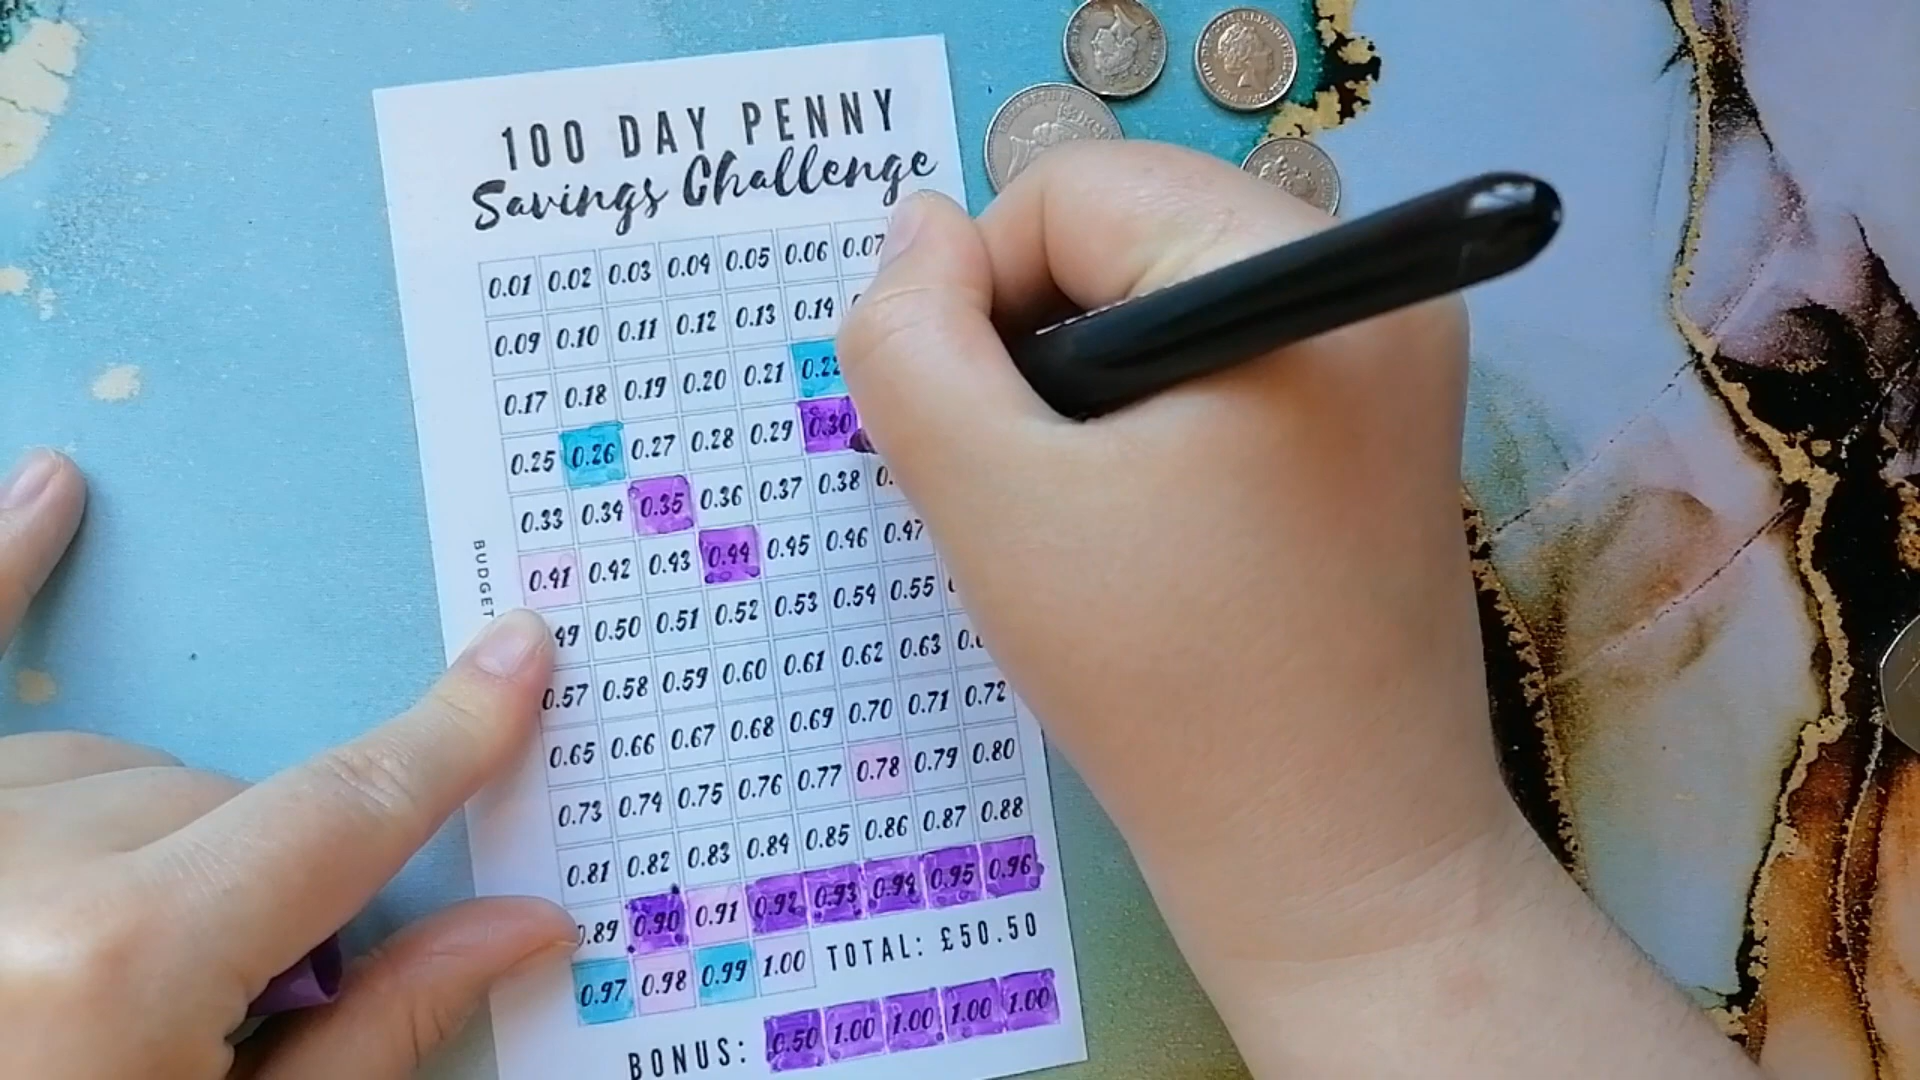 100 DAY PENNY
Savings Challenge
0.01 0.02 0.03 0.04 0.05 0.06 0.07
0.09 0.10 0.11 0.12 0.13 0.14
0.17 0.18 0.19 0.20 0.21 0.22
0.25 0.26 0.27 0.28 0.29 0.30
0.33 0.34 0.35 0.36 0.37 0.38
0.41 0.42 0.43 0.44 0.45 0.46 0.47
49 0.50 0.51 0.52 0.53 0.54 0.55
0.57 0.58 0.59 0.60 0.61 0.62 0.63
0.65 0.66 0.67 0.68 0.69 0.70 0.71 0.72
0.73 0.74 0.75 0.76 0.77 0.78 0.79 0.80
0.81 0.82 0.83 0.84 0.85 0.86 0.87 0.88
0.89 0.90 0.91 0.92 0.93 0.94 0.95 0.96
0.97 0.98 0.99 1.00 TOTAL: £50.50
BONUS: 0.50 1.00 1.00 1.00 1.00
BUDGET